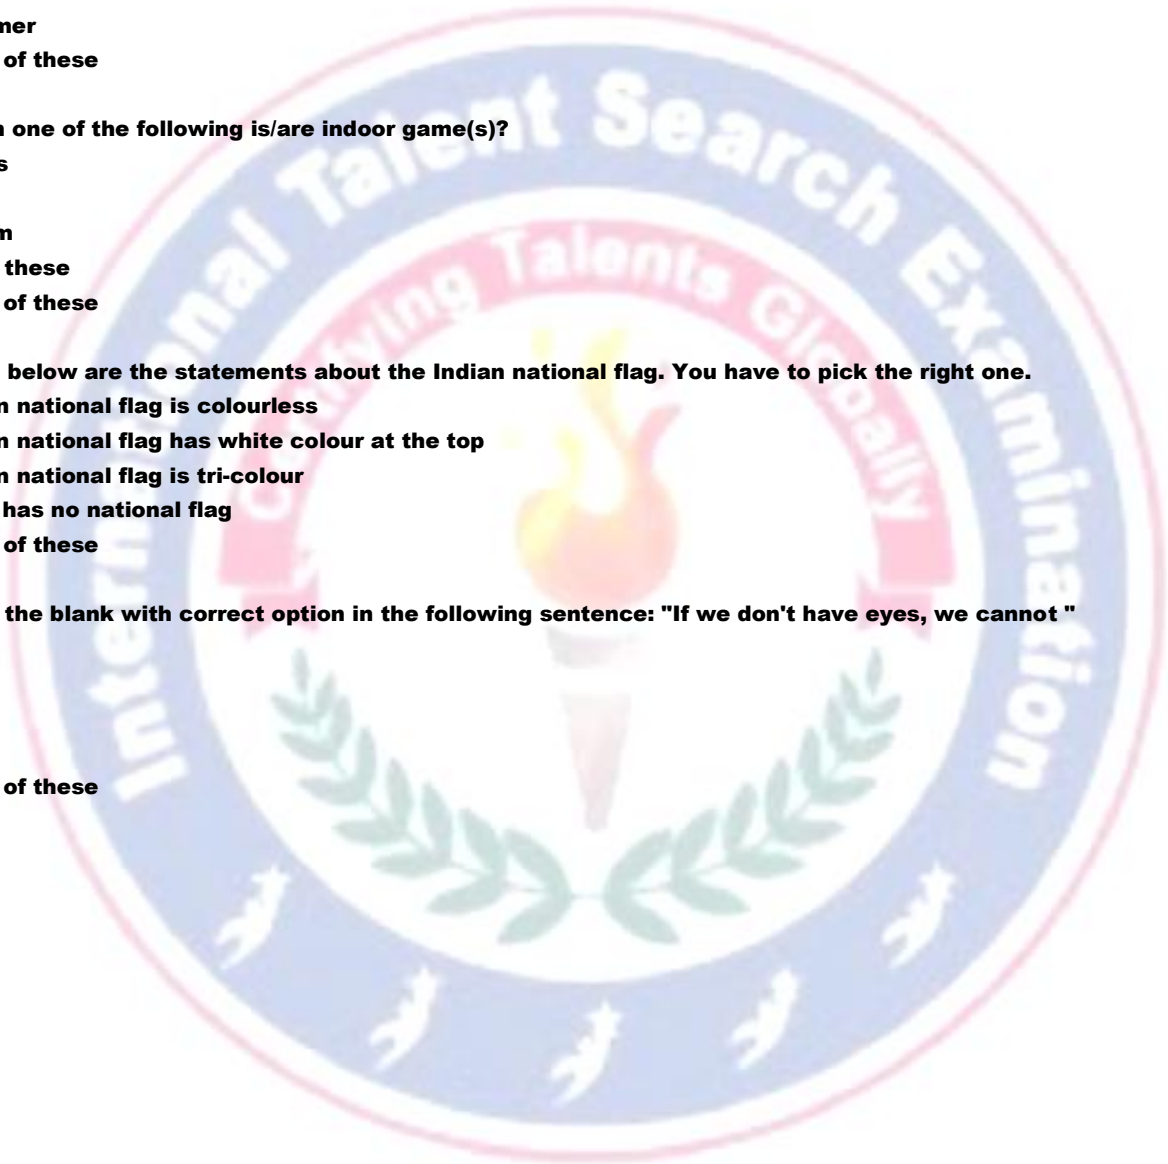 mer
of these
n one of the following is/are indoor game(s)?
s
m
these
of these
below are the statements about the Indian national flag. You have to pick the right one.
n national flag is colourless
n national flag has white colour at the top
n national flag is tri-colour
has no national flag
of these
the blank with correct option in the following sentence: "If we don't have eyes, we cannot "
of these
International Talent Search Examination
Talents Globally